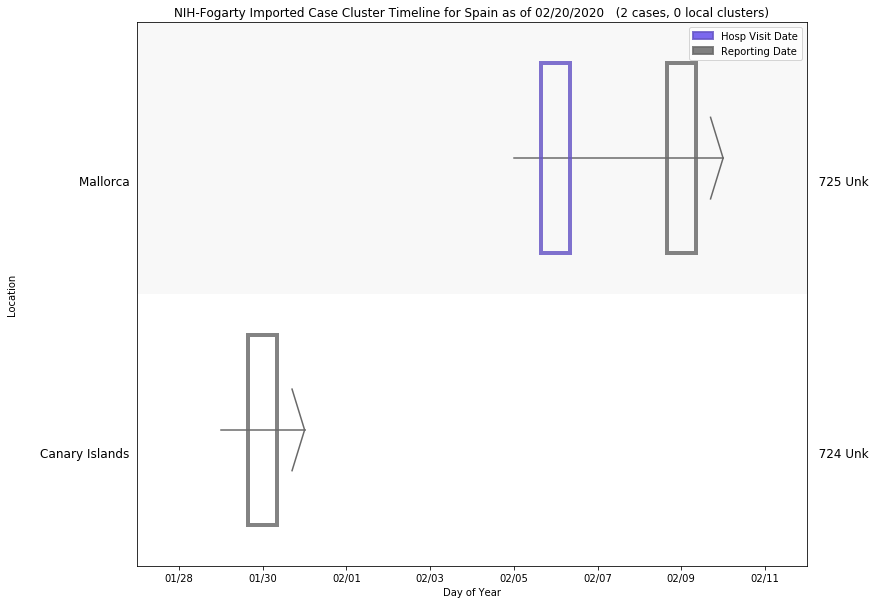 NIH-Fogarty Imported Case Cluster Timeline for Spain as of 02/20/2020   (2 cases, 0 local clusters)
Hosp Visit Date
Reporting Date
Mallorca
725 Unk
Location
Canary Islands
724 Unk
01/28 01/30 02/01 02/03 02/05 02/07 02/09 02/11
Day of Year